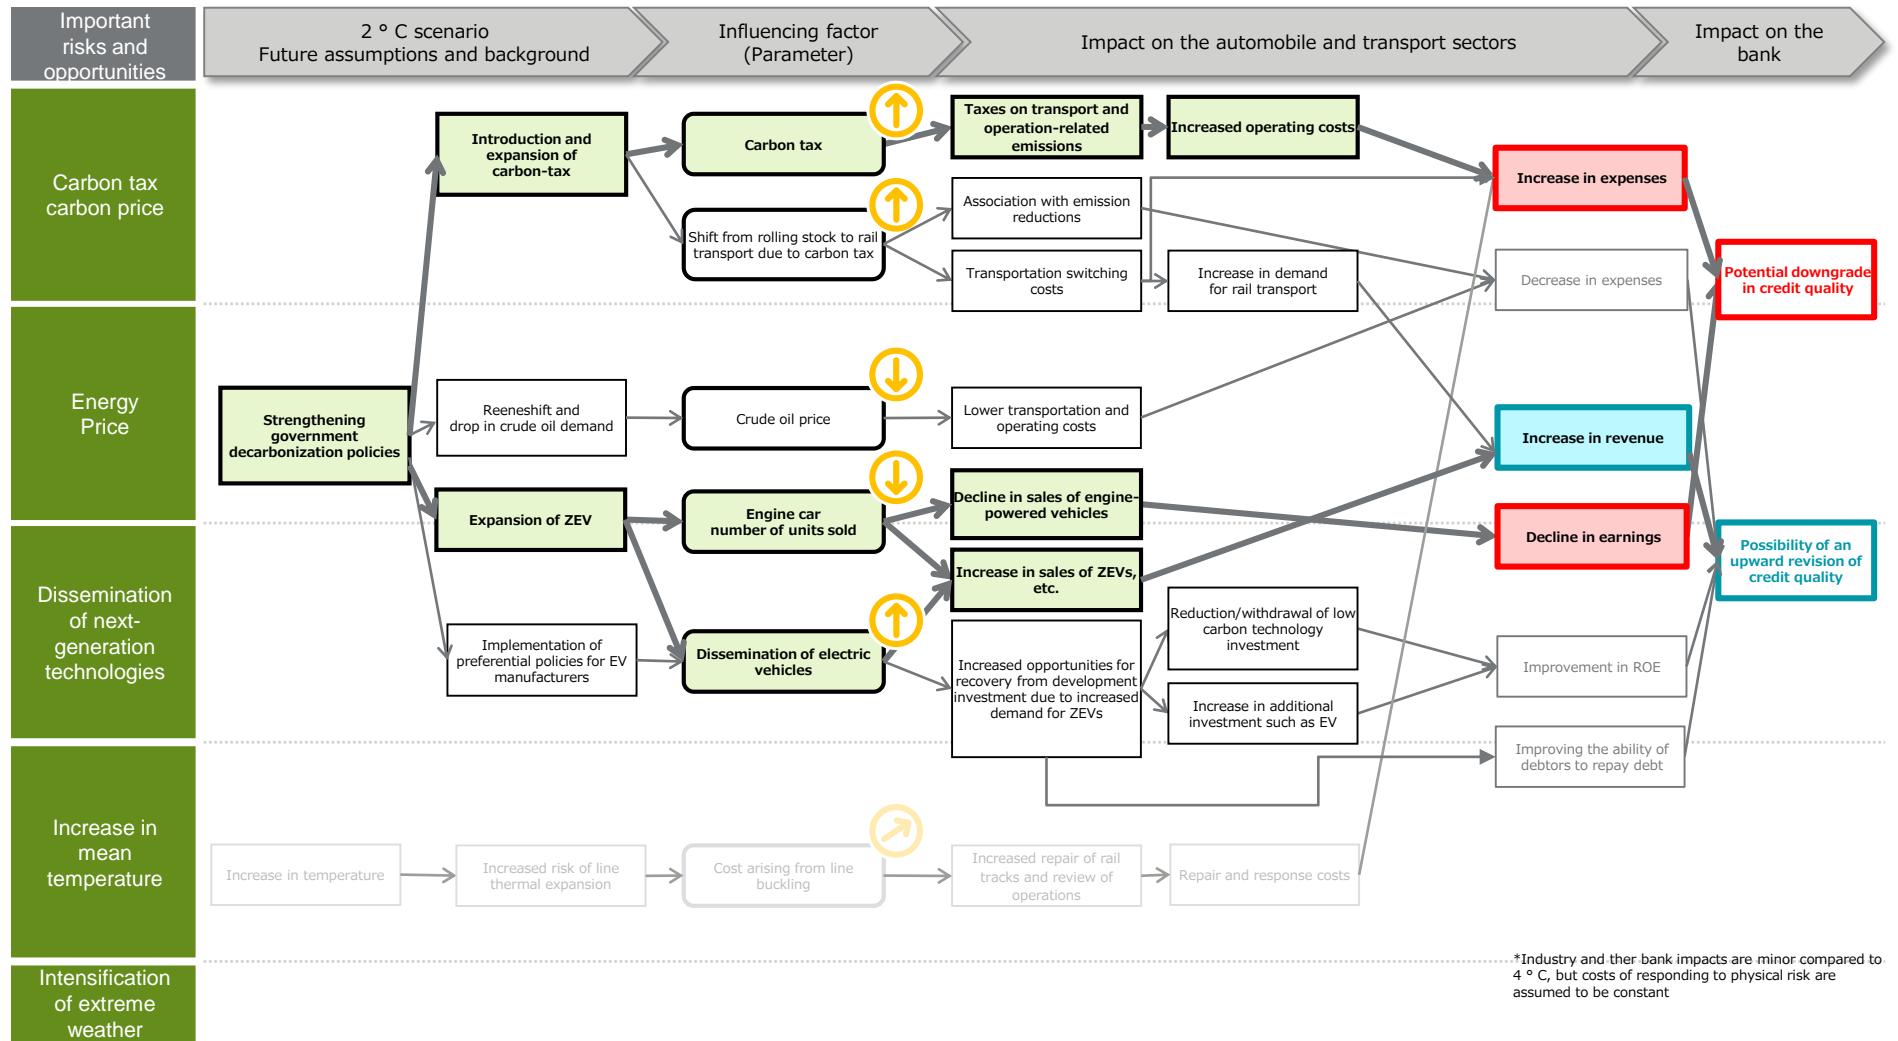 Important
risks and
opportunities
2 ° C scenario
Future assumptions and background
Influencing factor
(Parameter)
Impact on the automobile and transport sectors
Impact on the
bank
Carbon tax
carbon price
Introduction and
expansion of
carbon-tax
Carbon tax
Taxes on transport and
operation-related
emissions
Increased operating costs
Increase in expenses
Shift from rolling stock to rail
transport due to carbon tax
Association with emission
reductions
Transportation switching
costs
Increase in demand
for rail transport
Decrease in expenses
Potential downgrade
in credit quality
Energy
Price
Strengthening
government
decarbonization policies
Reeneshift and
drop in crude oil demand
Crude oil price
Lower transportation and
operating costs
Increase in revenue
Expansion of ZEV
Engine car
number of units sold
Decline in sales of engine-
powered vehicles
Decline in earnings
Dissemination
of next-
generation
technologies
Increase in sales of ZEVs,
etc.
Possibility of an
upward revision of
credit quality
Implementation of
preferential policies for EV
manufacturers
Dissemination of electric
vehicles
Increased opportunities for
recovery from development
investment due to increased
demand for ZEVs
Reduction/withdrawal of low
carbon technology
investment
Increase in additional
investment such as EV
Improvement in ROE
Improving the ability of
debtors to repay debt
Increase in
mean
temperature
Increase in temperature
Increased risk of line
thermal expansion
Cost arising from line
buckling
Increased repair of rail
tracks and review of
operations
Repair and response costs
Intensification
of extreme
weather
*Industry and ther bank impacts are minor compared to
4 ° C, but costs of responding to physical risk are
assumed to be constant